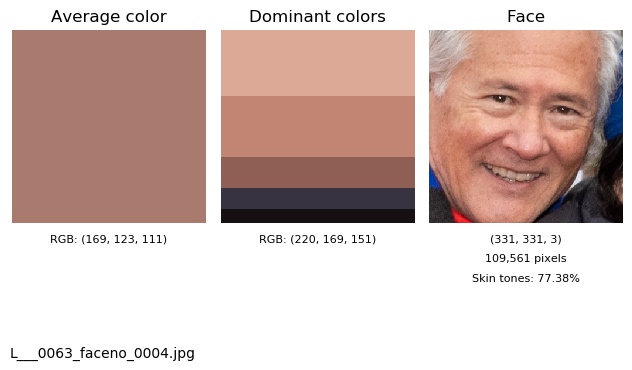 Average color
Dominant colors
Face
RGB: (169, 123, 111)
RGB: (220, 169, 151)
(331, 331, 3)
109,561 pixels
Skin tones: 77.38%
L___0063_faceno_0004.jpg